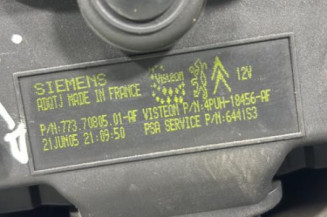 SIEMENS Visteon 12V
ADATJ MADE IN FRANCE
P/N:773.70805.01-AF VISTEON P/N:4PUH-18456-AF
21JUN05 21:09:50 PSA SERVICE P/N:6441S3